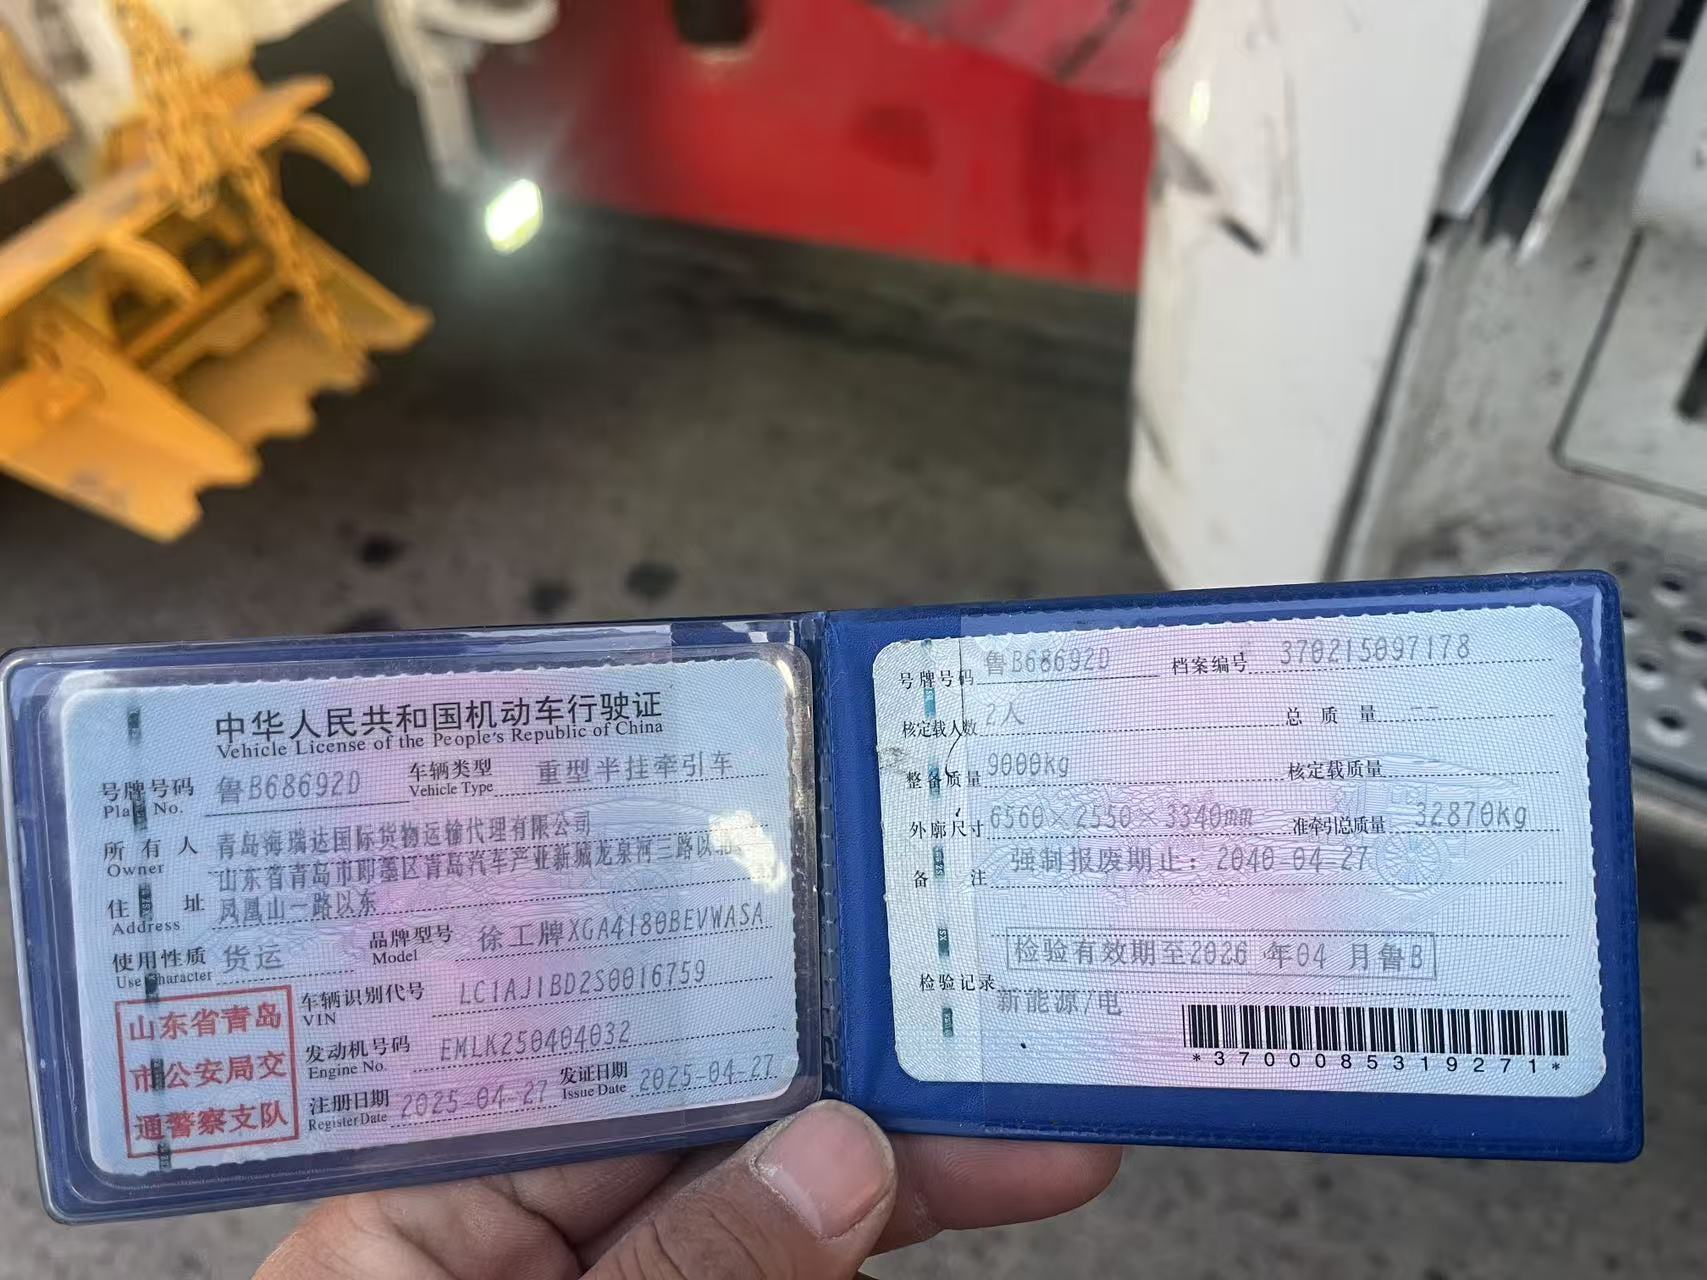 中华人民共和国机动车行驶证
Vehicle License of the People's Republic of China
号牌号码 鲁B68692D 车辆类型 重型半挂牵引车
Plate No. Vehicle Type
所有人 青岛海瑞达国际货物运输代理有限公司
Owner
山东省青岛市即墨区青岛汽车产业新城龙泉河三路以北、
住址 凤凰山一路以东
Address
使用性质 货运 品牌型号 徐工牌XGA4180BEVWASA
Use Character Model
车辆识别代号 LC1AJ1BD2S0016759
VIN
发动机号码 EMLK250404032
Engine No.
注册日期 2025-04-27 发证日期 2025-04-27
Register Date Issue Date
山东省青岛
市公安局交
通警察支队
号牌号码 鲁B68692D 档案编号 370215097178
核定载人数 2人 总质量 --
整备质量 9000kg 核定载质量
外廓尺寸 6560×2550×3340mm 准牵引总质量 32870kg
备注 强制报废期止：2040-04-27
检验有效期至2026年04月鲁B
检验记录
新能源/电
*3700085319271*